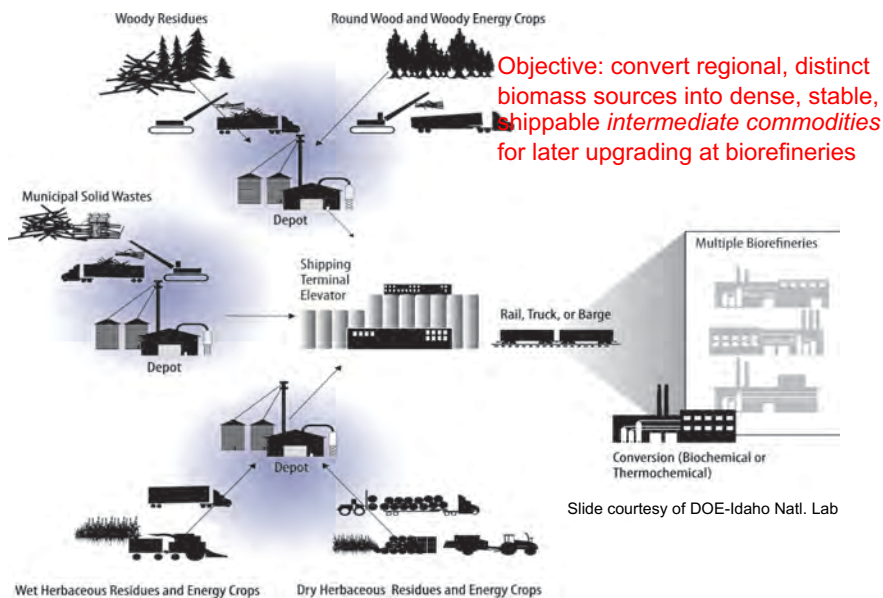 Woody Residues
Round Wood and Woody Energy Crops
Objective: convert regional, distinct
biomass sources into dense, stable,
shippable intermediate commodities
for later upgrading at biorefineries
Depot
Municipal Solid Wastes
Depot
Shipping
Terminal
Elevator
Rail, Truck, or Barge
Multiple Biorefineries
Depot
Conversion (Biochemical or
Thermochemical)
Slide courtesy of DOE-Idaho Natl. Lab
Wet Herbaceous Residues and Energy Crops
Dry Herbaceous Residues and Energy Crops